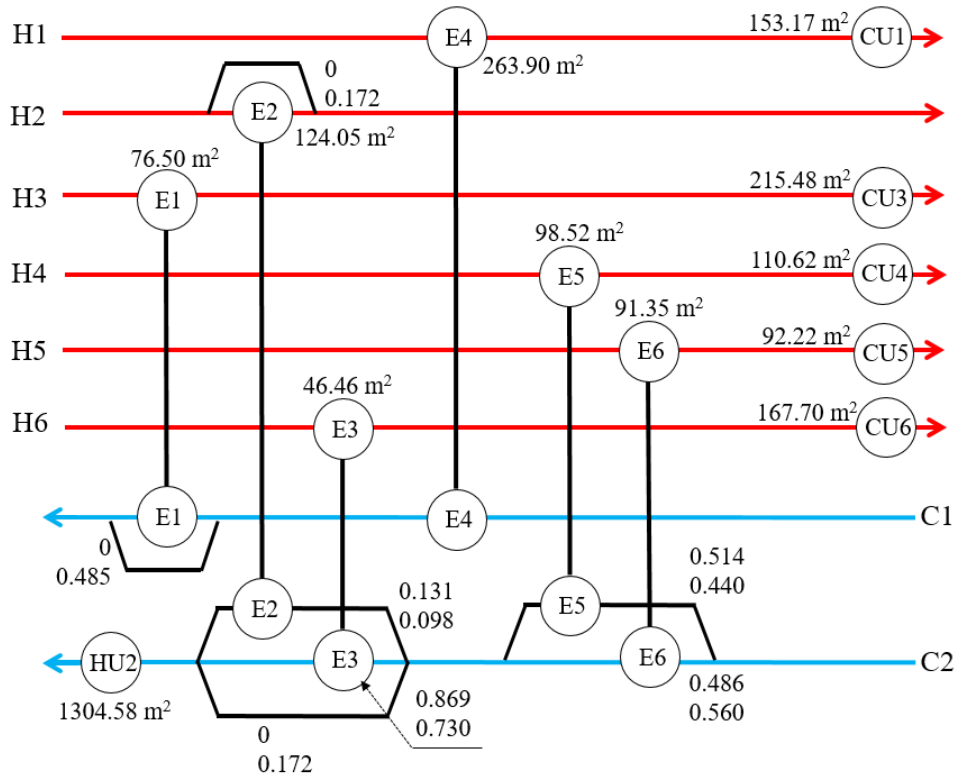 H1
E4
153.17 m²
CU1
263.90 m²
0
0.172
H2
E2
124.05 m²
76.50 m²
H3
E1
215.48 m²
CU3
98.52 m²
H4
E5
110.62 m²
CU4
91.35 m²
H5
E6
92.22 m²
CU5
46.46 m²
H6
E3
167.70 m²
CU6
E1
E4
C1
0
0.485
0.514
0.440
E2
0.131
0.098
E5
HU2
E3
E6
C2
1304.58 m²
0.869
0.730
0.486
0.560
0
0.172